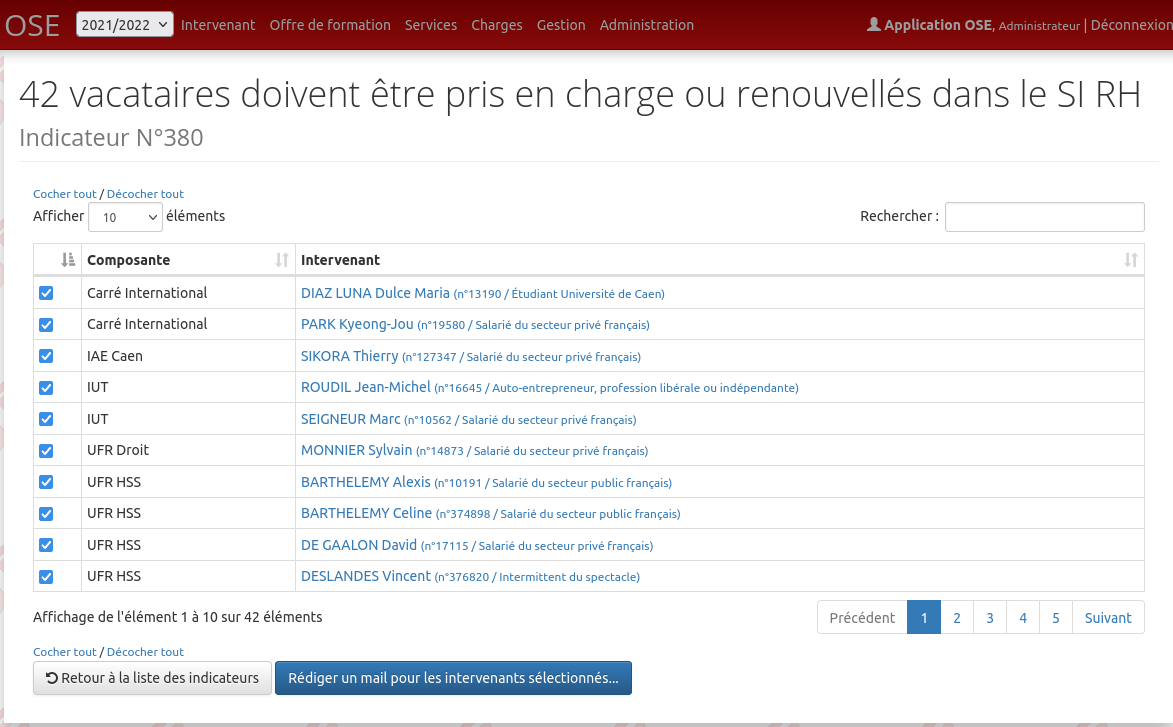 OSE 2021/2022 Intervenant Offre de formation Services Charges Gestion Administration Application OSE, Administrateur | Déconnexion
42 vacataires doivent être pris en charge ou renouvellés dans le SI RH
Indicateur N°380
Cocher tout / Décocher tout
Afficher 10 éléments Rechercher :
Composante Intervenant
Carré International DIAZ LUNA Dulce Maria (n°13190 / Étudiant Université de Caen)
Carré International PARK Kyeong-Jou (n°19580 / Salarié du secteur privé français)
IAE Caen SIKORA Thierry (n°127347 / Salarié du secteur privé français)
IUT ROUDIL Jean-Michel (n°16645 / Auto-entrepreneur, profession libérale ou indépendante)
IUT SEIGNEUR Marc (n°10562 / Salarié du secteur privé français)
UFR Droit MONNIER Sylvain (n°14873 / Salarié du secteur privé français)
UFR HSS BARTHELEMY Alexis (n°10191 / Salarié du secteur public français)
UFR HSS BARTHELEMY Celine (n°374898 / Salarié du secteur public français)
UFR HSS DE GAALON David (n°17115 / Salarié du secteur privé français)
UFR HSS DESLANDES Vincent (n°376820 / Intermittent du spectacle)
Affichage de l'élément 1 à 10 sur 42 éléments Précédent 1 2 3 4 5 Suivant
Cocher tout / Décocher tout
Retour à la liste des indicateurs Rédiger un mail pour les intervenants sélectionnés...